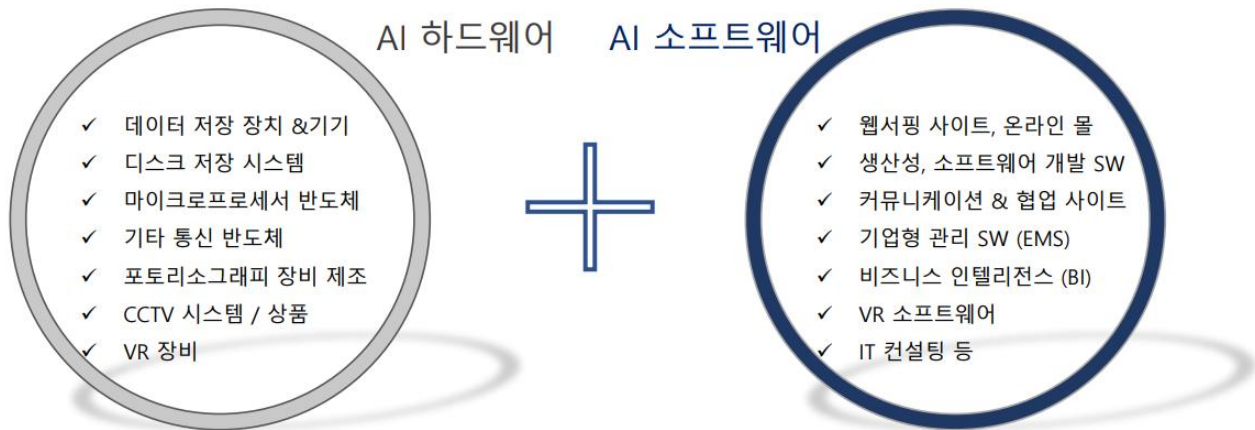 AI 하드웨어
AI 소프트웨어
✓ 데이터 저장 장치 &기기
✓ 디스크 저장 시스템
✓ 마이크로프로세서 반도체
✓ 기타 통신 반도체
✓ 포토리소그래피 장비 제조
✓ CCTV 시스템 / 상품
✓ VR 장비
✓ 웹서핑 사이트, 온라인 몰
✓ 생산성, 소프트웨어 개발 SW
✓ 커뮤니케이션 & 협업 사이트
✓ 기업형 관리 SW (EMS)
✓ 비즈니스 인텔리전스 (BI)
✓ VR 소프트웨어
✓ IT 컨설팅 등